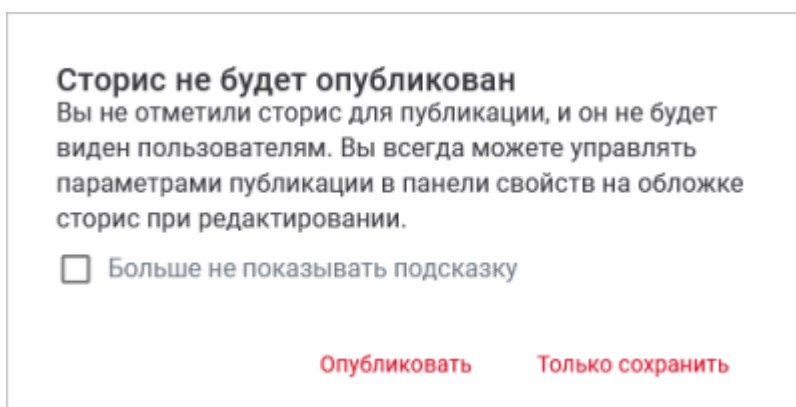 Сторис не будет опубликован
Вы не отметили сторис для публикации, и он не будет
виден пользователям. Вы всегда можете управлять
параметрами публикации в панели свойств на обложке
сторис при редактировании.
Больше не показывать подсказку
Опубликовать Только сохранить